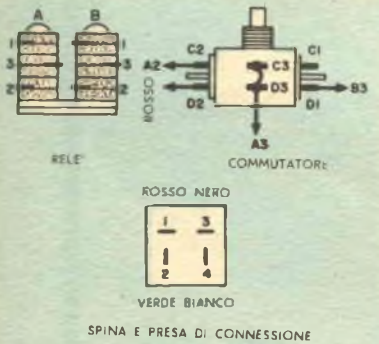 A B
1
3
2
1
3
2
RELE'
C2 C1
A2 C3
ROSSO
D3 B3
D2 D1
A3
COMMUTATORE
ROSSO NERO
1 3
2 4
VERDE BIANCO
SPINA E PRESA DI CONNESSIONE